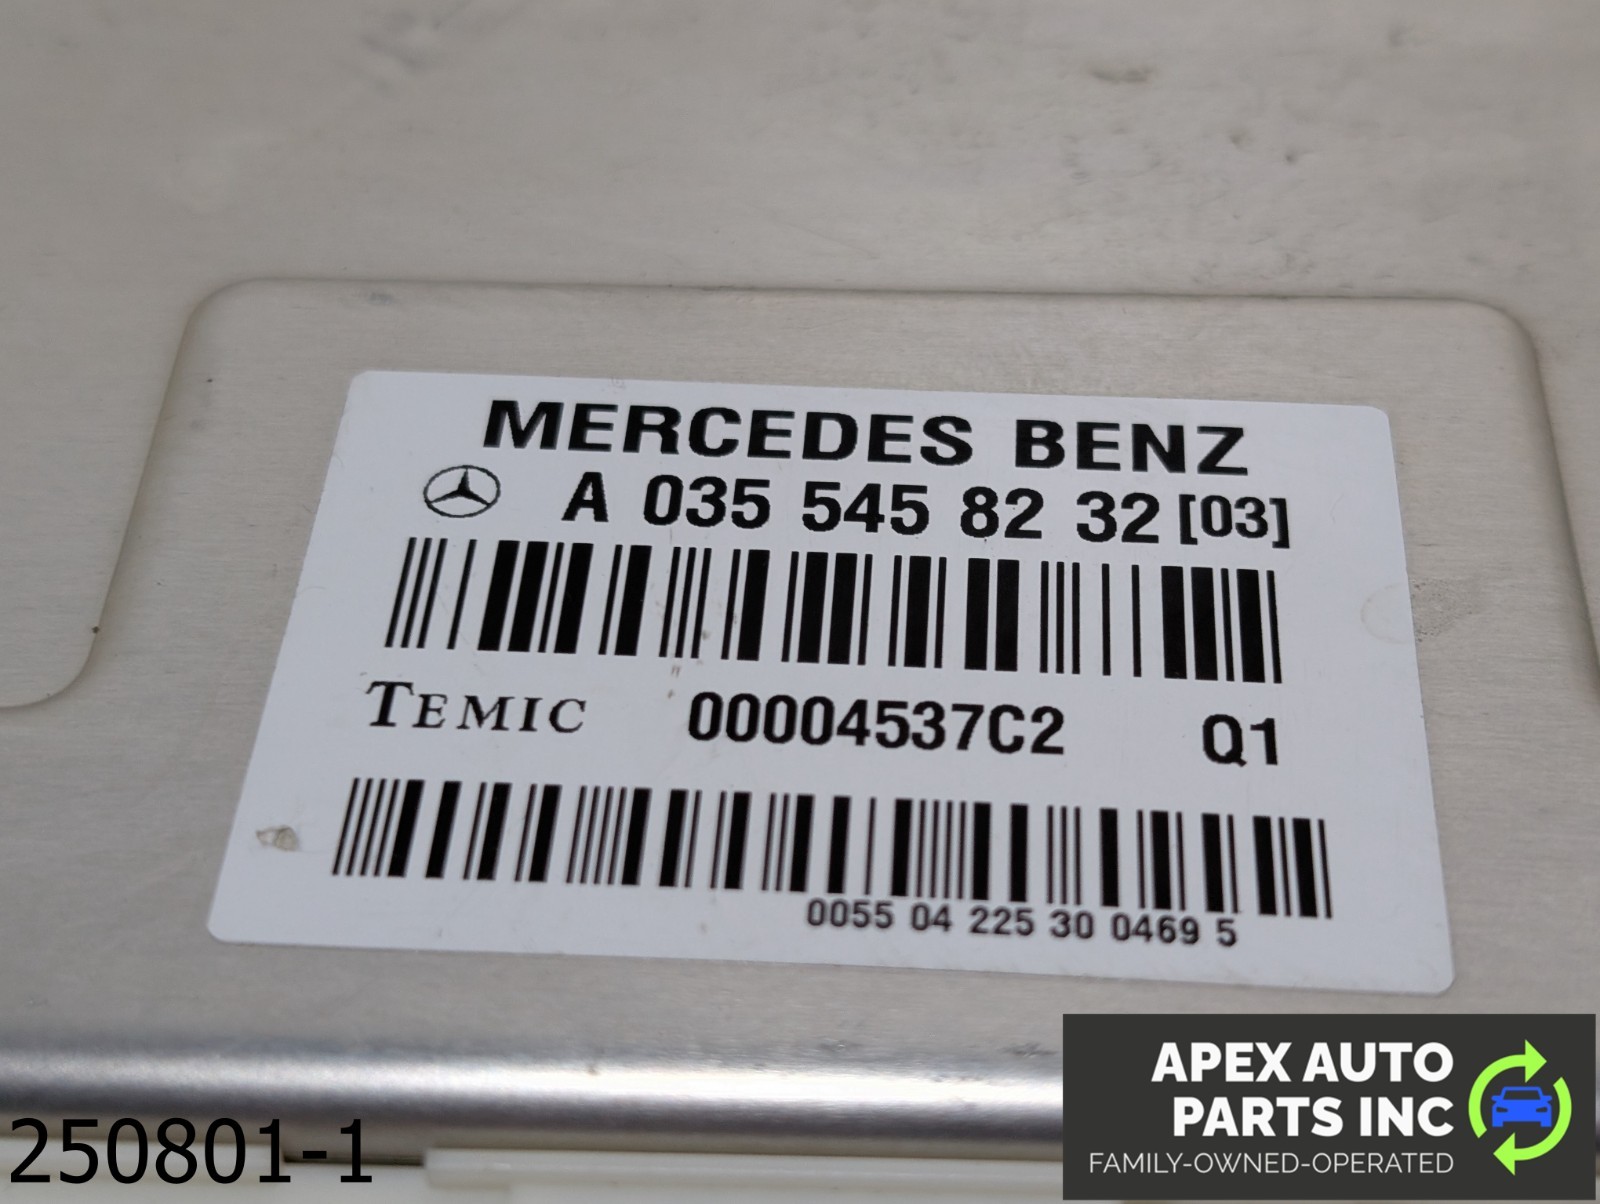 MERCEDES BENZ
A 035 545 82 32 [03]
TEMIC 00004537C2 Q1
0055 04 225 30 0469 5
250801-1
APEX AUTO
PARTS INC
FAMILY-OWNED-OPERATED